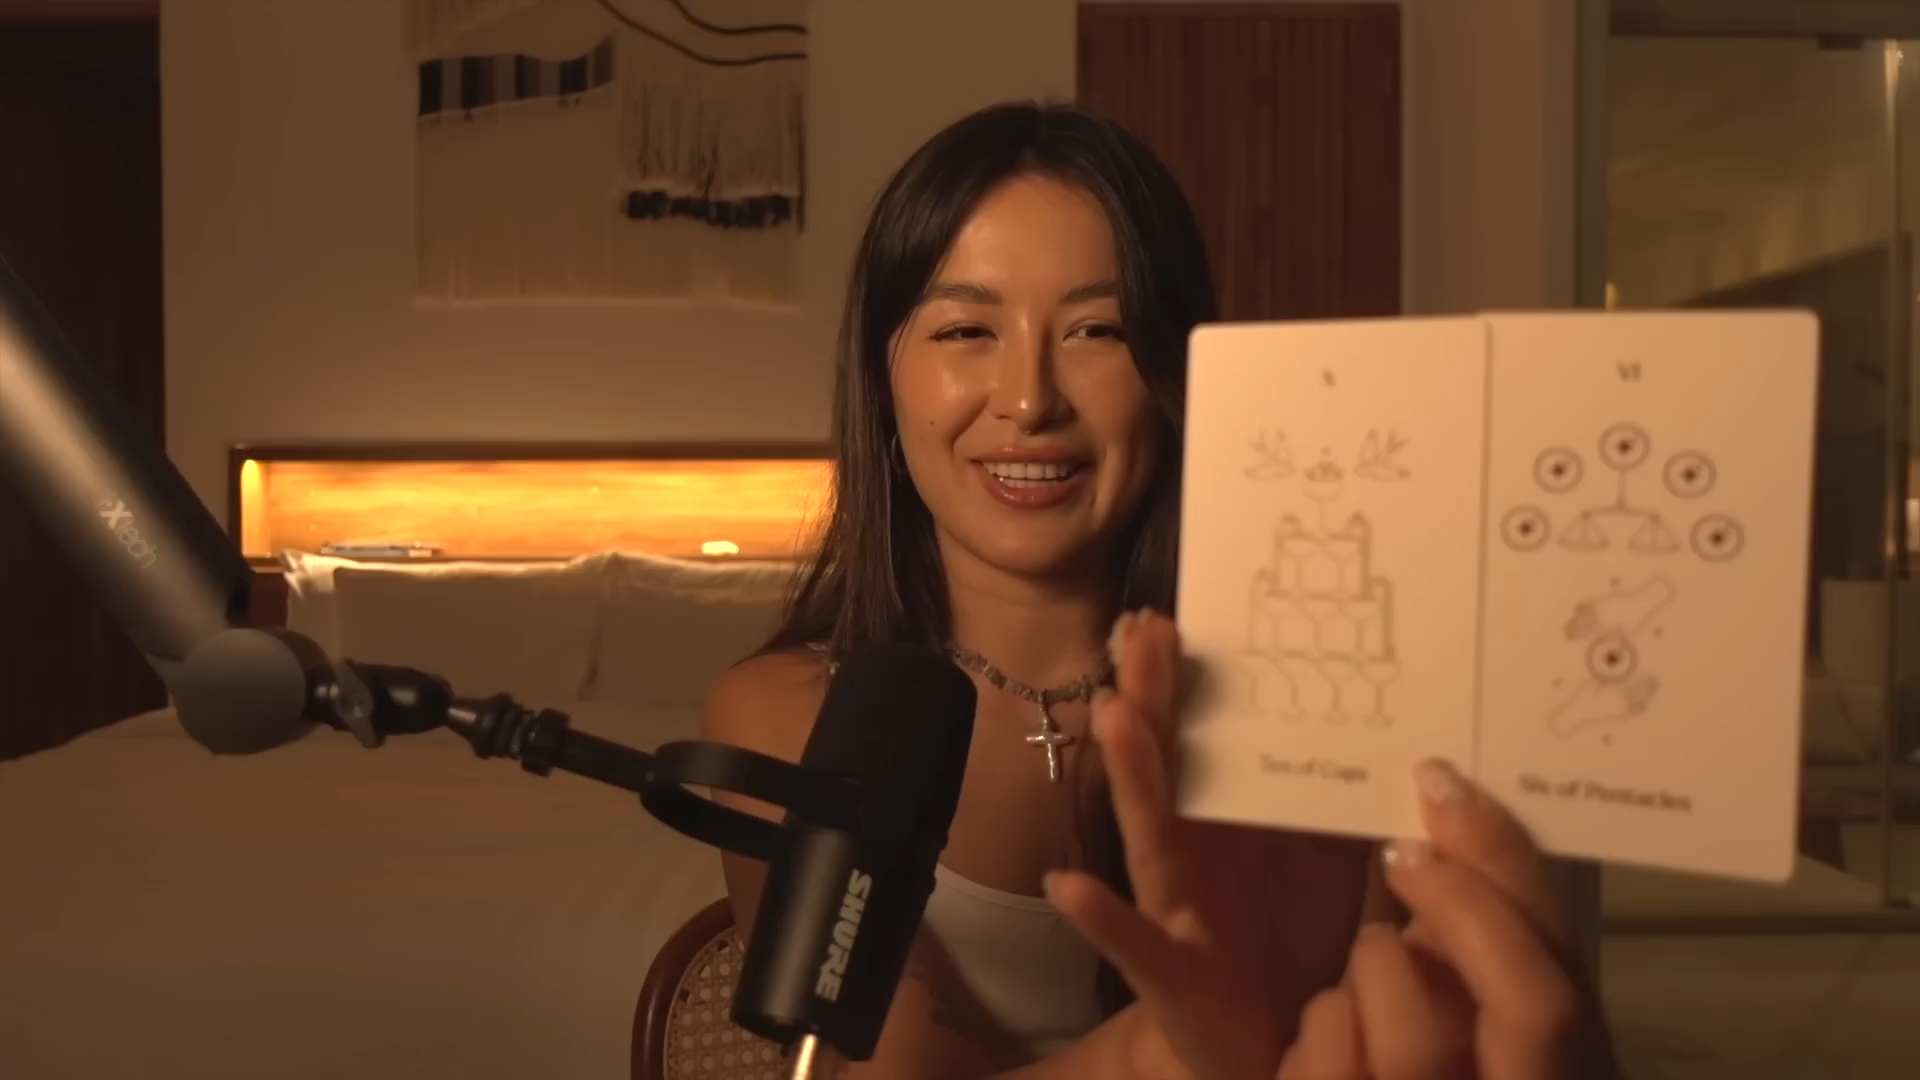 X
VI
Ten of Cups
Six of Pentacles
SHURE